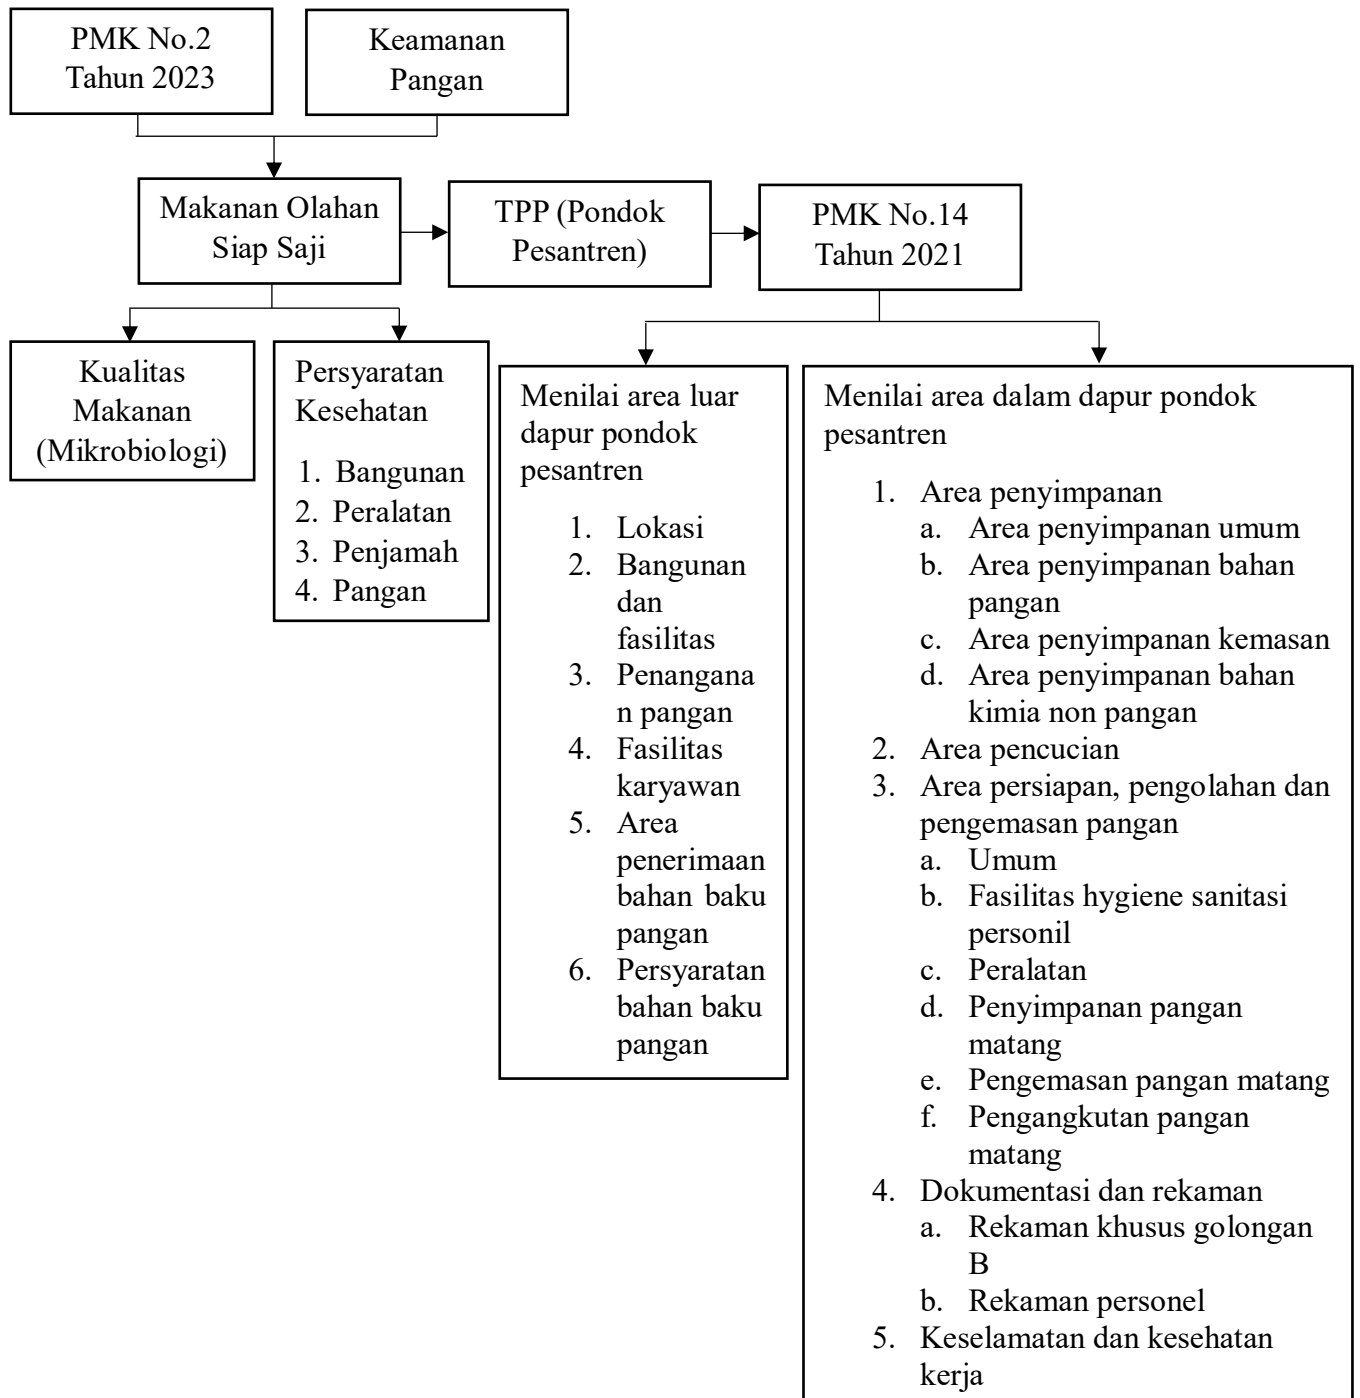 PMK No.2
Tahun 2023
Keamanan
Pangan
Makanan Olahan
Siap Saji
TPP (Pondok
Pesantren)
PMK No.14
Tahun 2021
Kualitas
Makanan
(Mikrobiologi)
Persyaratan
Kesehatan
1. Bangunan
2. Peralatan
3. Penjamah
4. Pangan
Menilai area luar
dapur pondok
pesantren
1. Lokasi
2. Bangunan
dan
fasilitas
3. Penangana
n pangan
4. Fasilitas
karyawan
5. Area
penerimaan
bahan baku
pangan
6. Persyaratan
bahan baku
pangan
Menilai area dalam dapur pondok
pesantren
1. Area penyimpanan
a. Area penyimpanan umum
b. Area penyimpanan bahan
pangan
c. Area penyimpanan kemasan
d. Area penyimpanan bahan
kimia non pangan
2. Area pencucian
3. Area persiapan, pengolahan dan
pengemasan pangan
a. Umum
b. Fasilitas hygiene sanitasi
personil
c. Peralatan
d. Penyimpanan pangan
matang
e. Pengemasan pangan matang
f. Pengangkutan pangan
matang
4. Dokumentasi dan rekaman
a. Rekaman khusus golongan
B
b. Rekaman personel
5. Keselamatan dan kesehatan
kerja